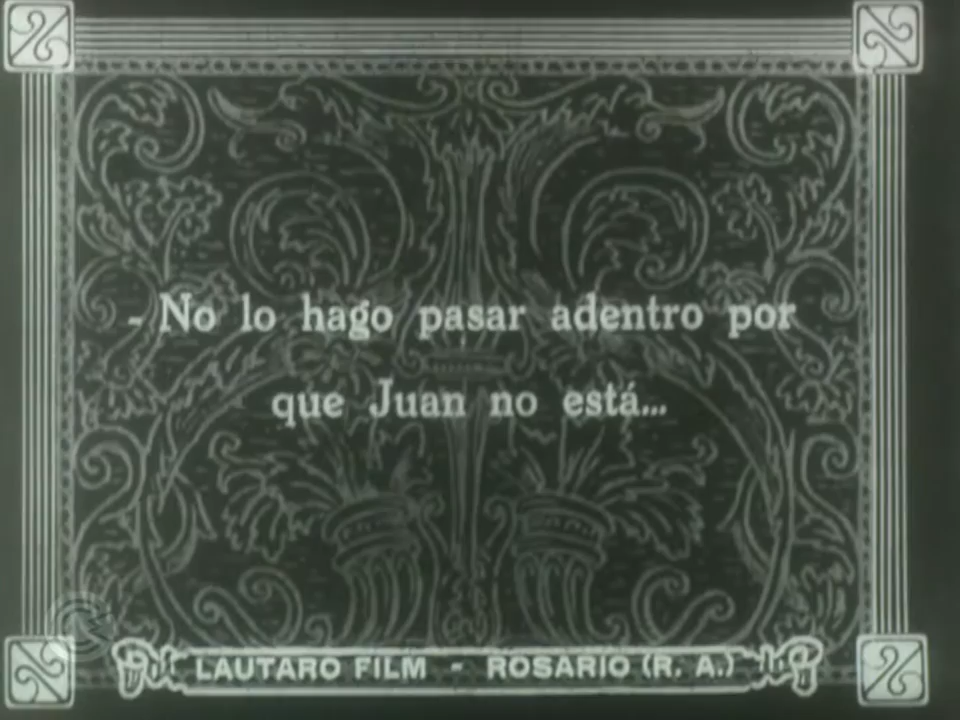 - No lo hago pasar adentro por
que Juan no está...
LAUTARO FILM - ROSARIO (R. A.)